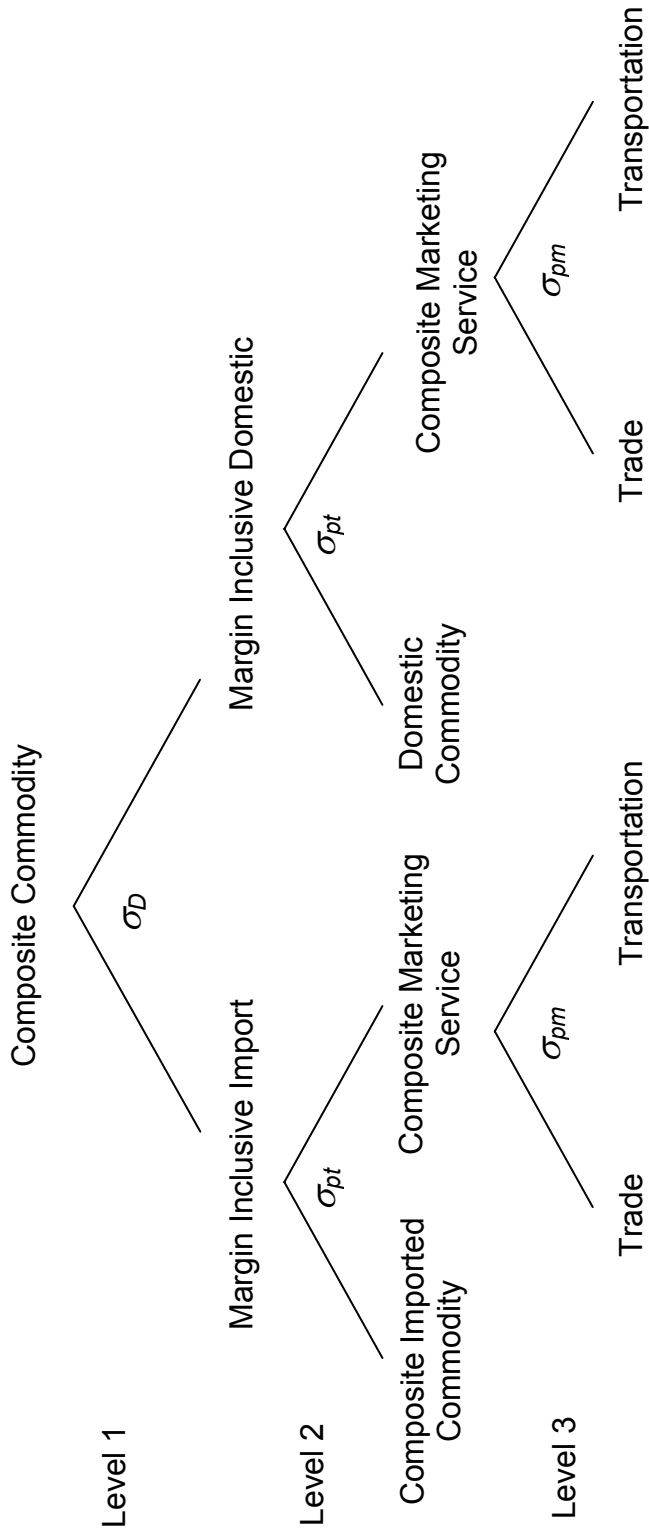 Composite Commodity
Level 1
σD
Margin Inclusive Import
Margin Inclusive Domestic
Level 2
σpt
σpt
Composite Imported
Commodity
Composite Marketing
Service
Domestic
Commodity
Composite Marketing
Service
Level 3
σpm
σpm
Trade
Transportation
Trade
Transportation